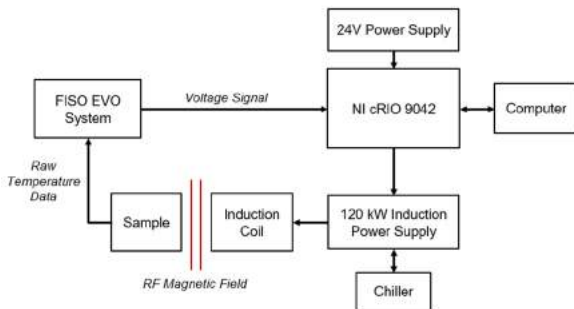 24V Power Supply
FISO EVO
System
Voltage Signal
NI cRIO 9042
Computer
Raw
Temperature
Data
Sample
Induction
Coil
120 kW Induction
Power Supply
RF Magnetic Field
Chiller